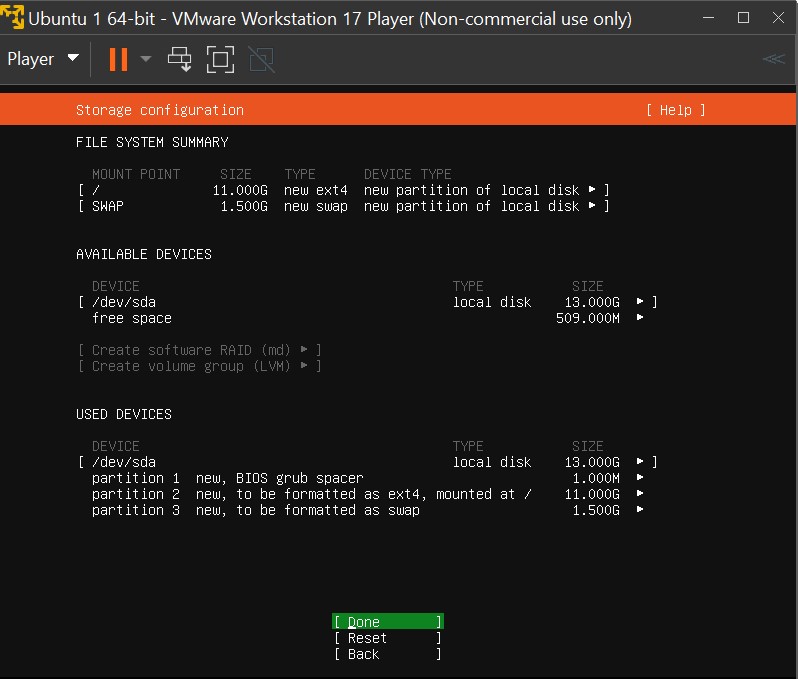 Ubuntu 1 64-bit - VMware Workstation 17 Player (Non-commercial use only)
Player
Storage configuration [ Help ]
FILE SYSTEM SUMMARY
MOUNT POINT SIZE TYPE DEVICE TYPE
[ / 11.000G new ext4 new partition of local disk ▸ ]
[ SWAP 1.500G new swap new partition of local disk ▸ ]
AVAILABLE DEVICES
DEVICE TYPE SIZE
[ /dev/sda local disk 13.000G ▸ ]
free space 509.000M ▸
[ Create software RAID (md) ▸ ]
[ Create volume group (LVM) ▸ ]
USED DEVICES
DEVICE TYPE SIZE
[ /dev/sda local disk 13.000G ▸ ]
partition 1 new, BIOS grub spacer 1.000M ▸
partition 2 new, to be formatted as ext4, mounted at / 11.000G ▸
partition 3 new, to be formatted as swap 1.500G ▸
[ Done ]
[ Reset ]
[ Back ]